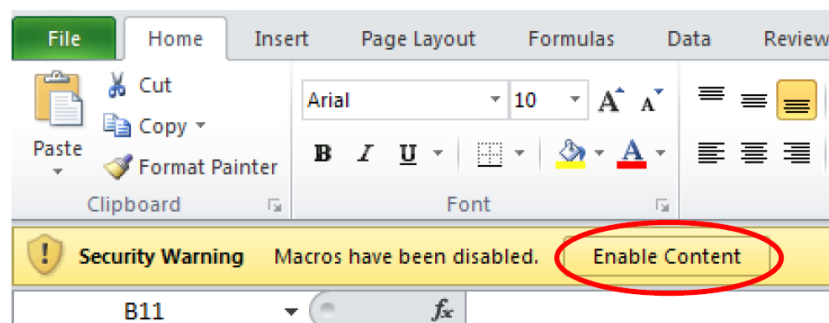 File Home Insert Page Layout Formulas Data Review
Cut
Arial 10 A A
Copy
Paste
B I U A
Format Painter
Clipboard Font
! Security Warning Macros have been disabled. Enable Content
B11 fx